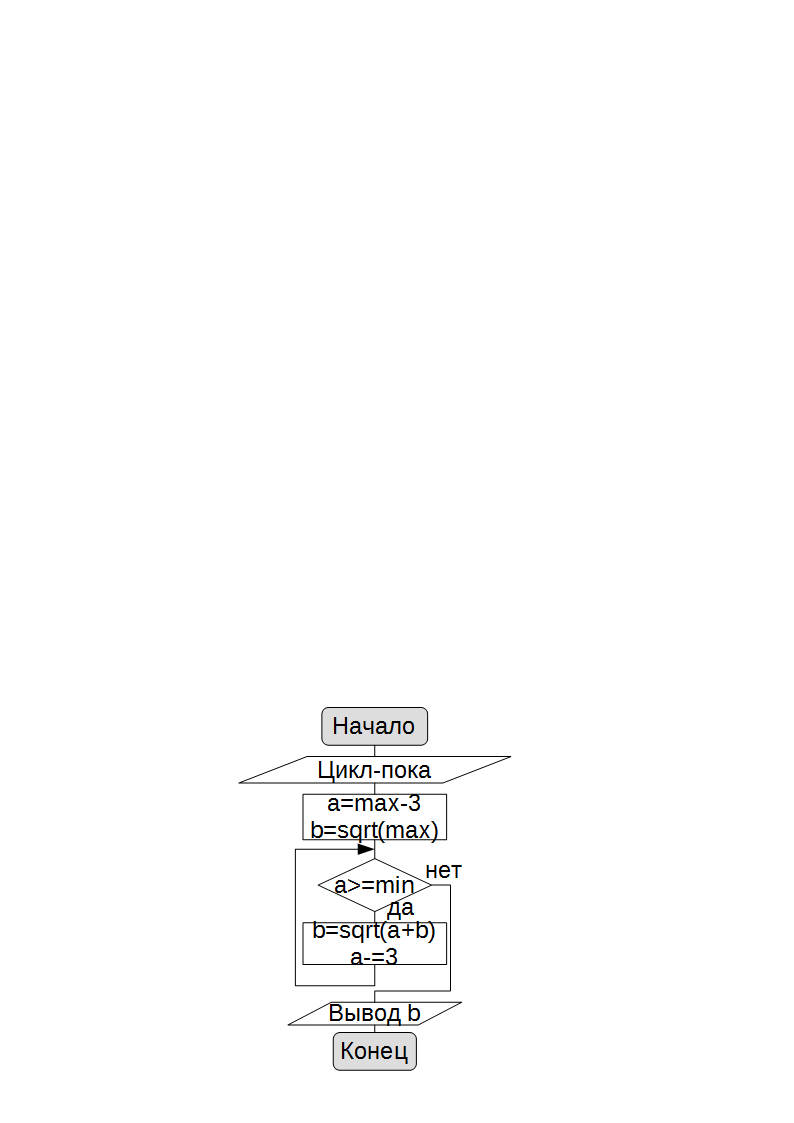 Начало
Цикл-пока
a=max-3
b=sqrt(max)
нет
a>=min
да
b=sqrt(a+b)
a-=3
Вывод b
Конец